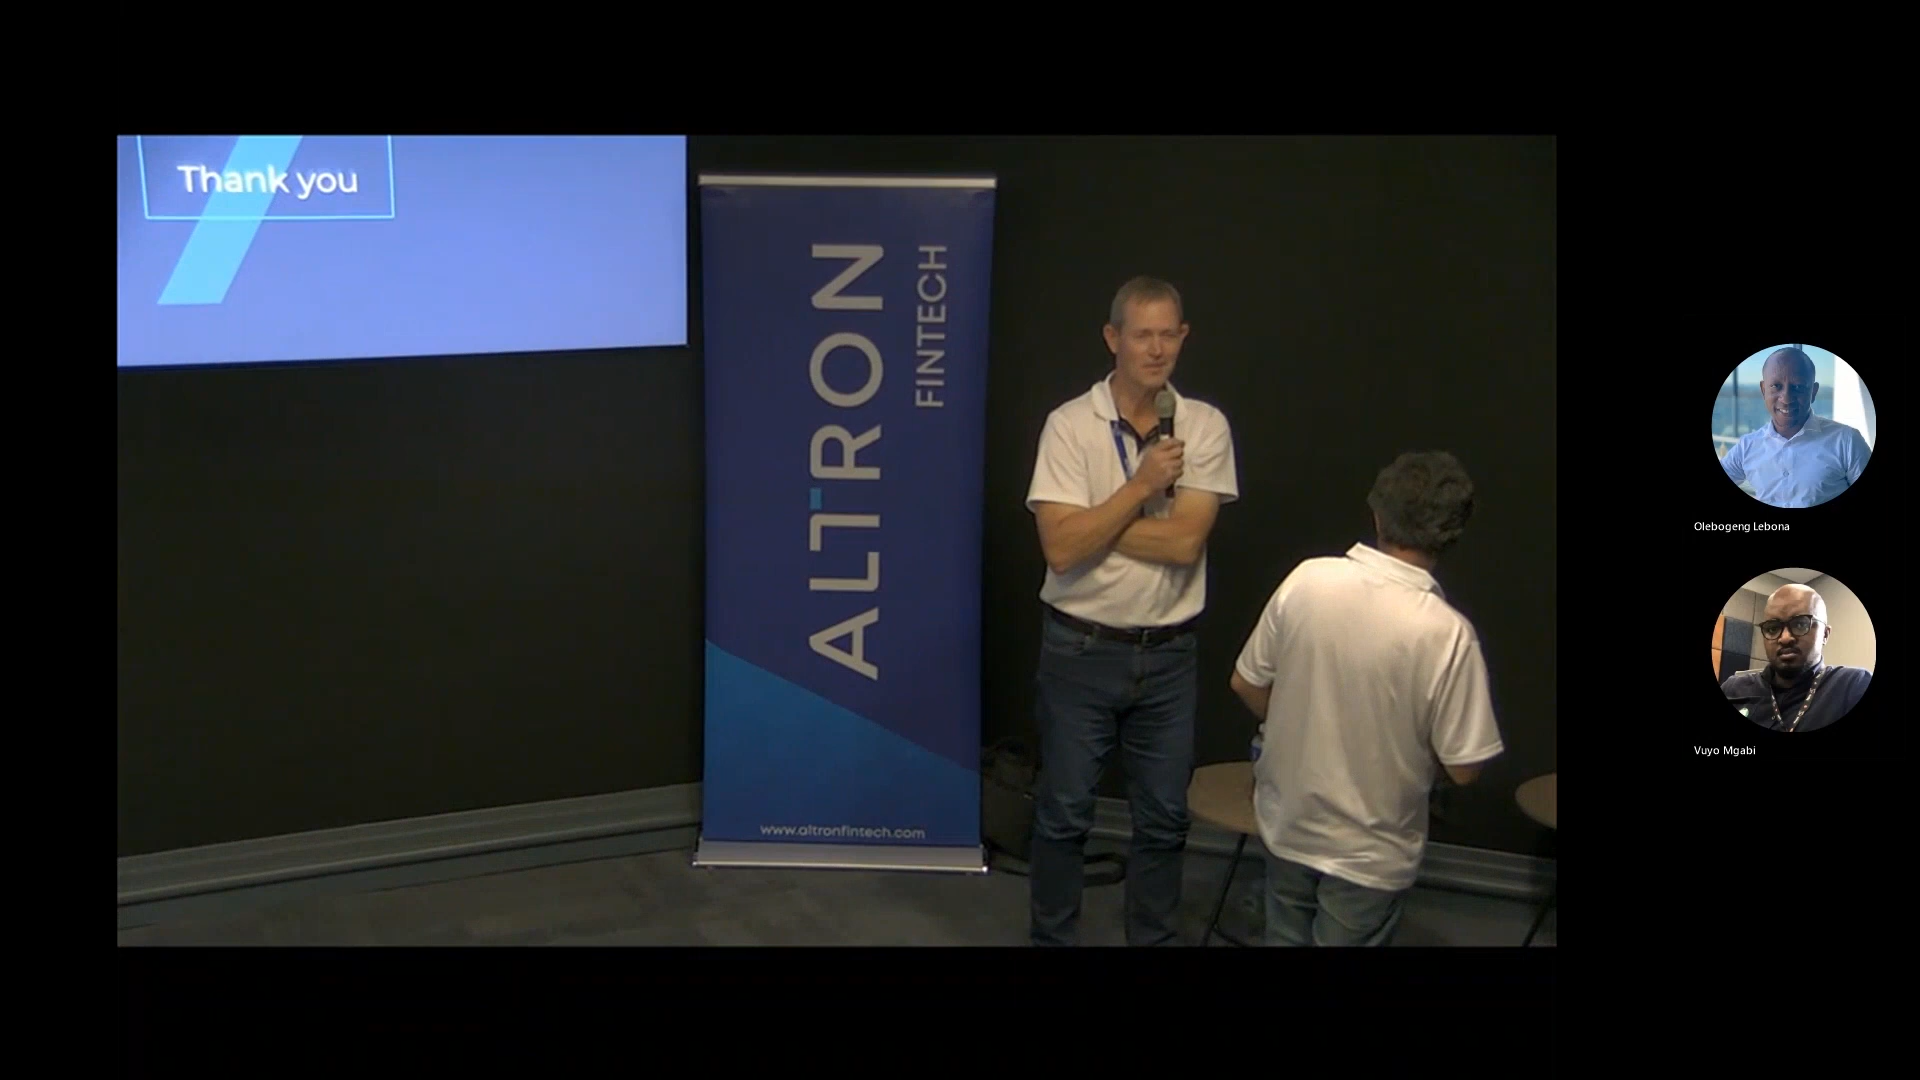 Thank you
ALTRON
FINTECH
www.altronfintech.com
Olebogeng Lebona
Vuyo Mgabi